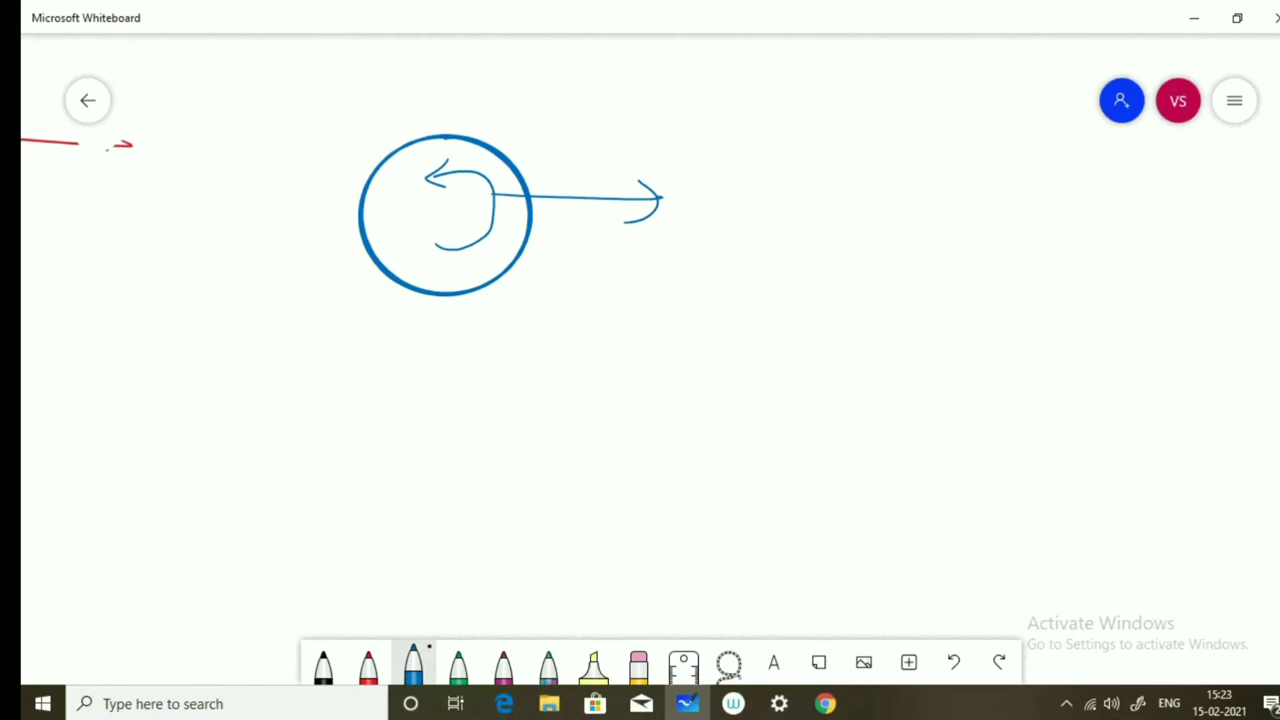 Microsoft Whiteboard
VS
Activate Windows
Go to Settings to activate Windows.
A
Type here to search
ENG
15:23
15-02-2021